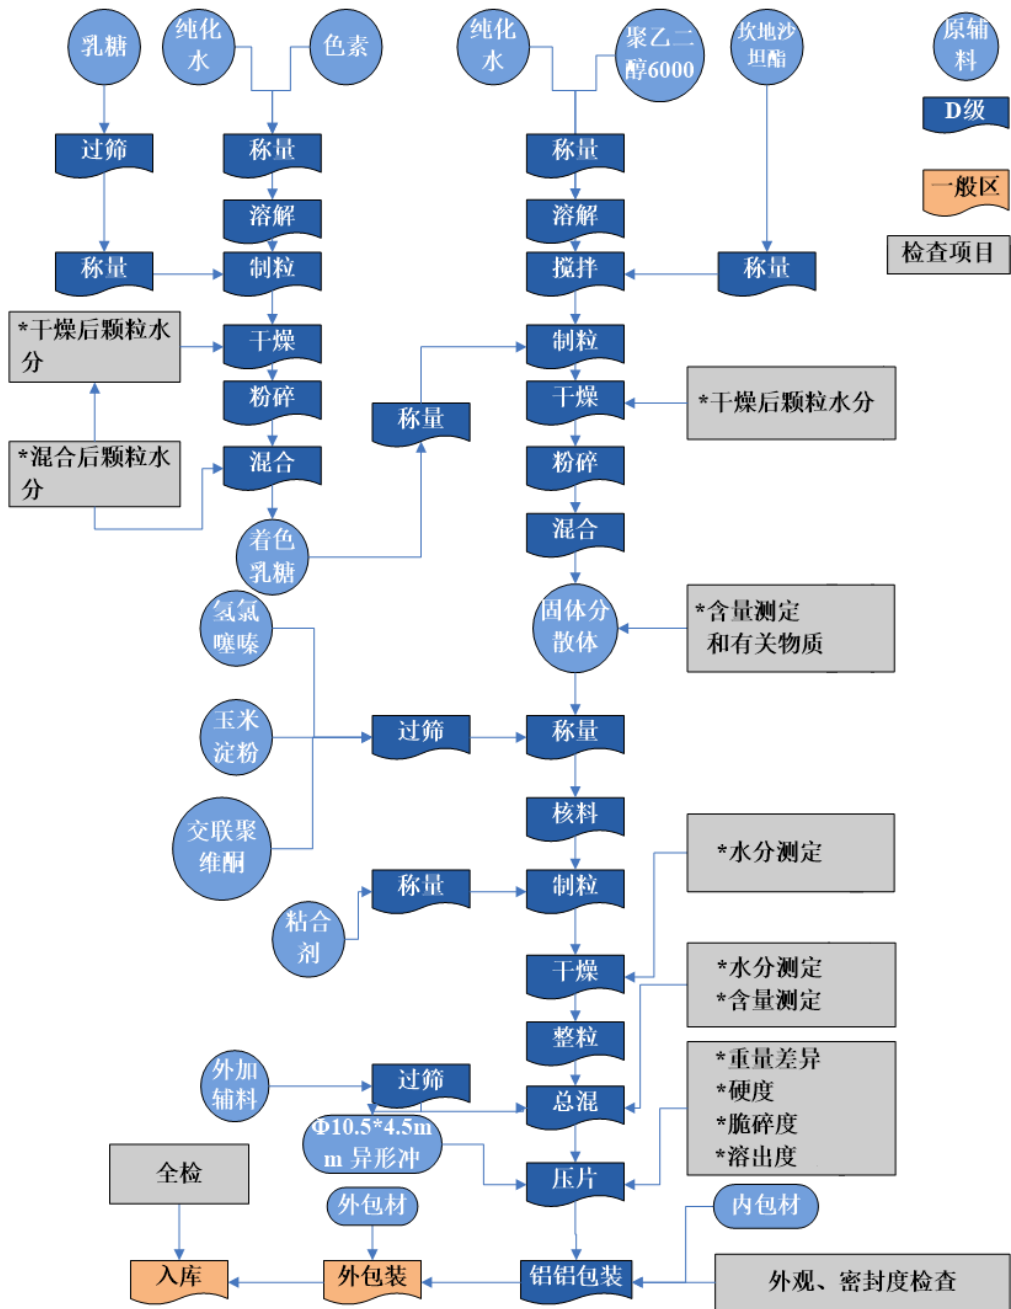 乳糖
纯化
水
色素
纯化
水
聚乙二
醇6000
坎地沙
坦酯
原辅
料
D级
过筛
称量
称量
一般区
溶解
溶解
检查项目
称量
制粒
搅拌
称量
*干燥后颗粒水
分
干燥
制粒
粉碎
称量
干燥
*干燥后颗粒水分
*混合后颗粒水
分
混合
粉碎
着色
乳糖
混合
氢氯
噻嗪
固体分
散体
*含量测定
和有关物质
玉米
淀粉
过筛
称量
核料
交联聚
维酮
*水分测定
称量
制粒
粘合
剂
干燥
*水分测定
*含量测定
整粒
外加
辅料
过筛
总混
*重量差异
*硬度
*脆碎度
*溶出度
Φ10.5*4.5m
m 异形冲
全检
压片
外包材
内包材
入库
外包装
铝铝包装
外观、密封度检查